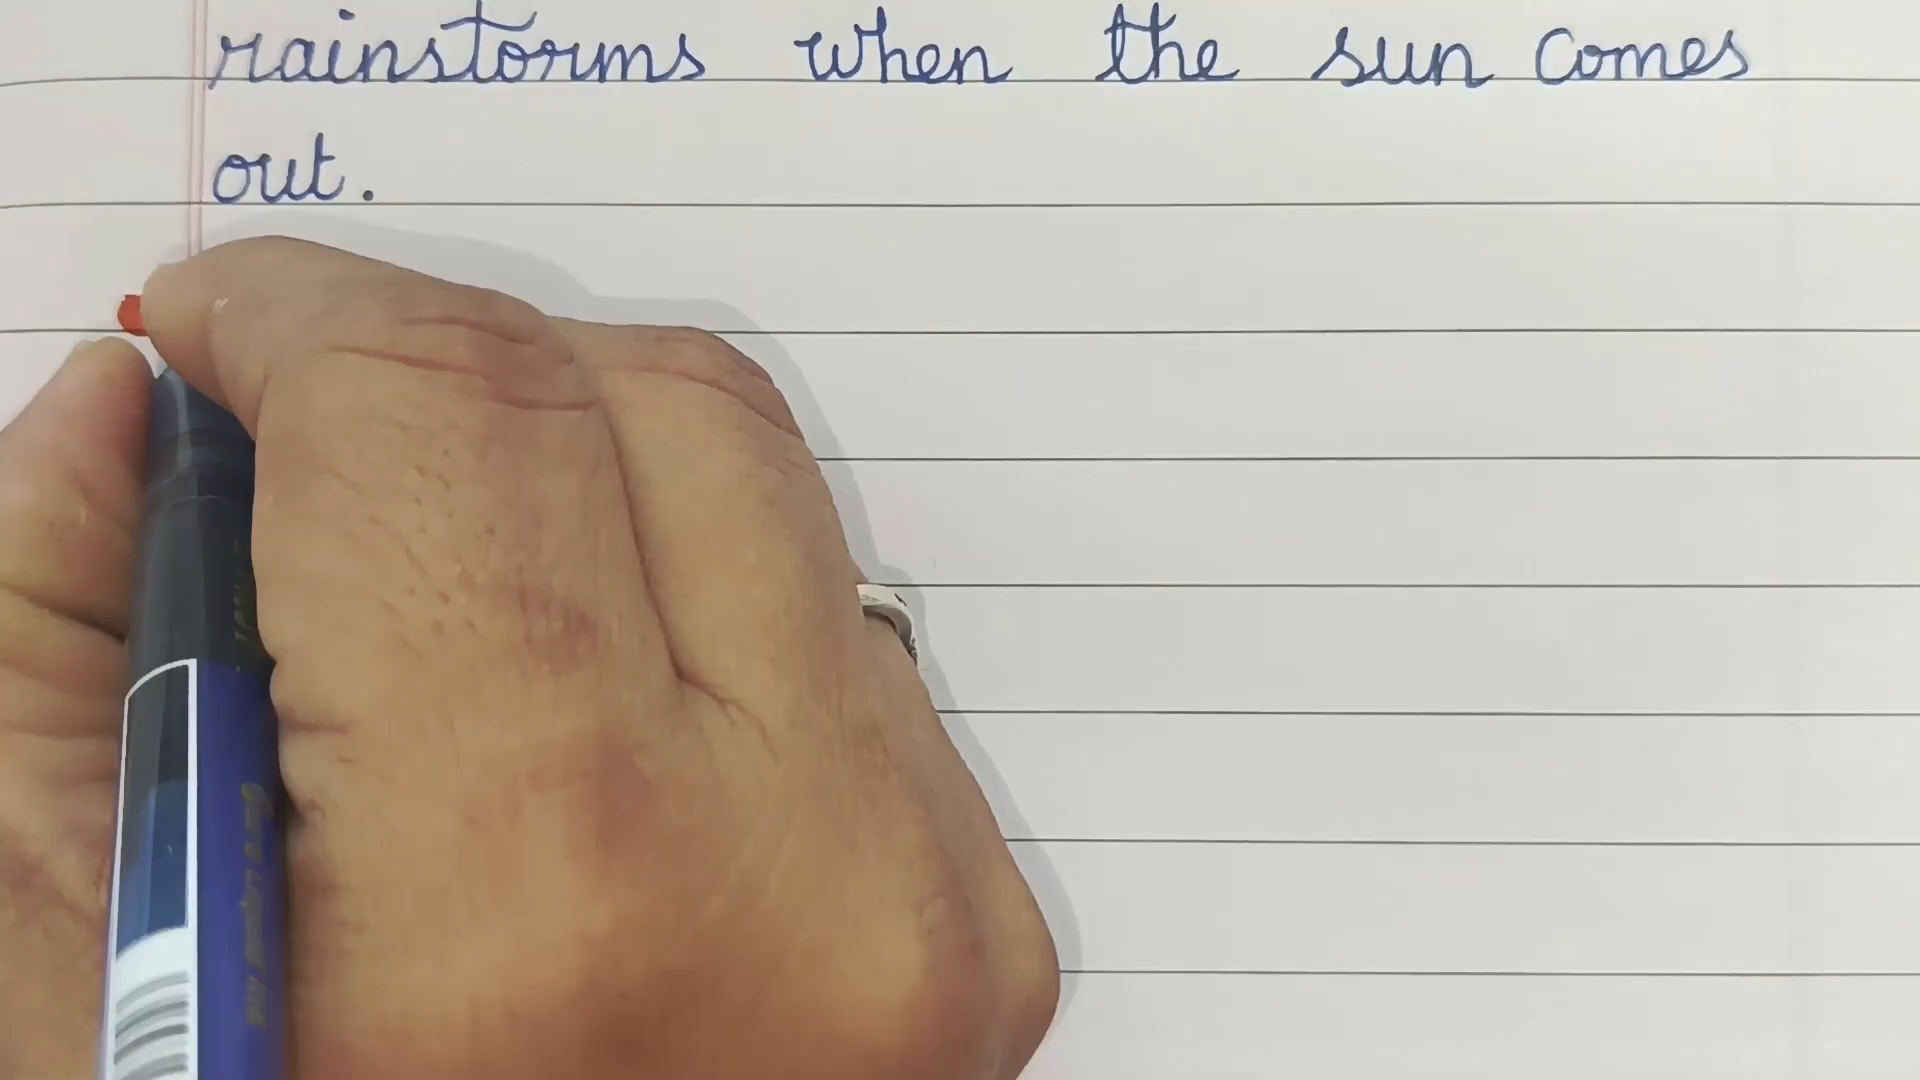 rainstorms when the sun comes
out.